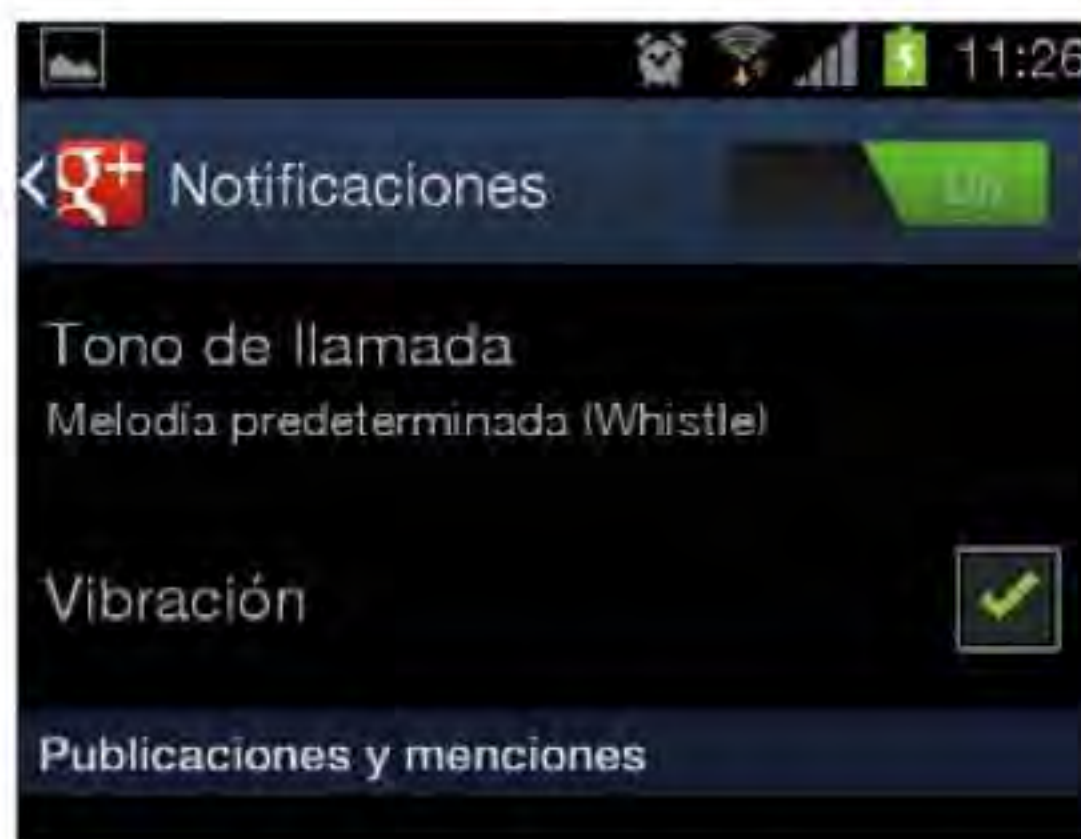 11:26
g+ Notificaciones
Tono de llamada
Melodía predeterminada (Whistle)
Vibración
Publicaciones y menciones